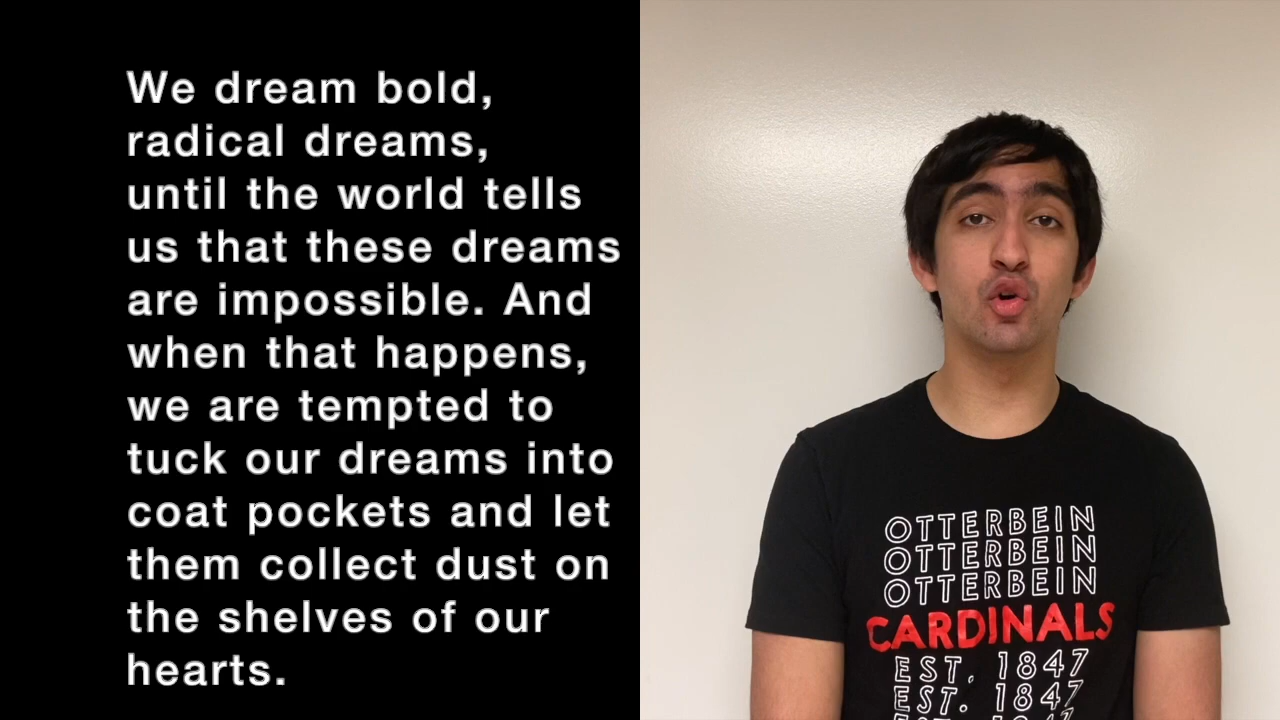 We dream bold,
radical dreams,
until the world tells
us that these dreams
are impossible. And
when that happens,
we are tempted to
tuck our dreams into
coat pockets and let
them collect dust on
the shelves of our
hearts.
OTTERBEIN
OTTERBEIN
OTTERBEIN
CARDINALS
EST. 1847
EST. 1847
EST. 1847